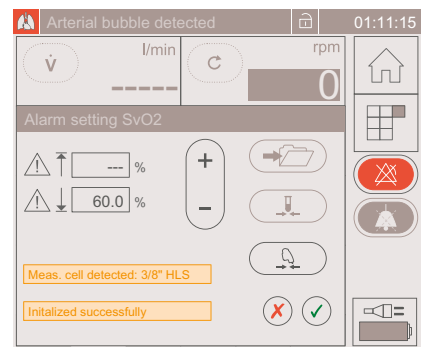 Arterial bubble detected 01:11:15
l/min rpm
V̇ C
----- 0
Alarm setting SvO2
--- %
60.0 %
+
–
Meas. cell detected: 3/8" HLS
Initalized successfully